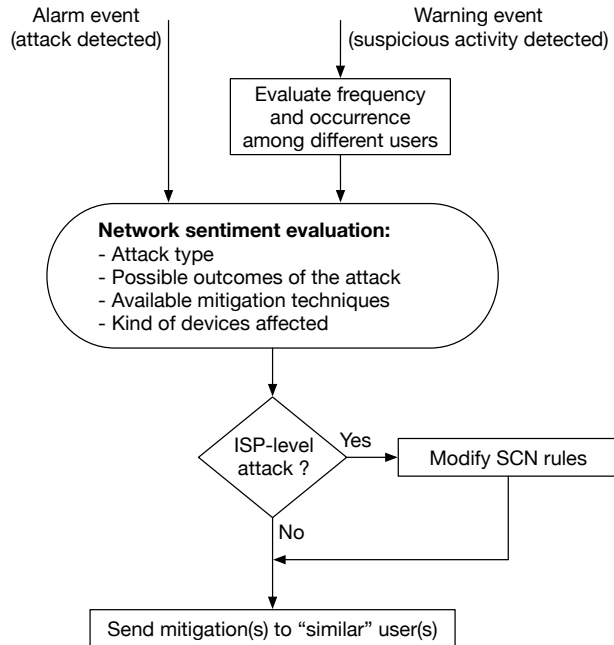 Alarm event
(attack detected)
Warning event
(suspicious activity detected)
Evaluate frequency
and occurrence
among different users
Network sentiment evaluation:
- Attack type
- Possible outcomes of the attack
- Available mitigation techniques
- Kind of devices affected
ISP-level
attack ?
Yes
Modify SCN rules
No
Send mitigation(s) to “similar” user(s)